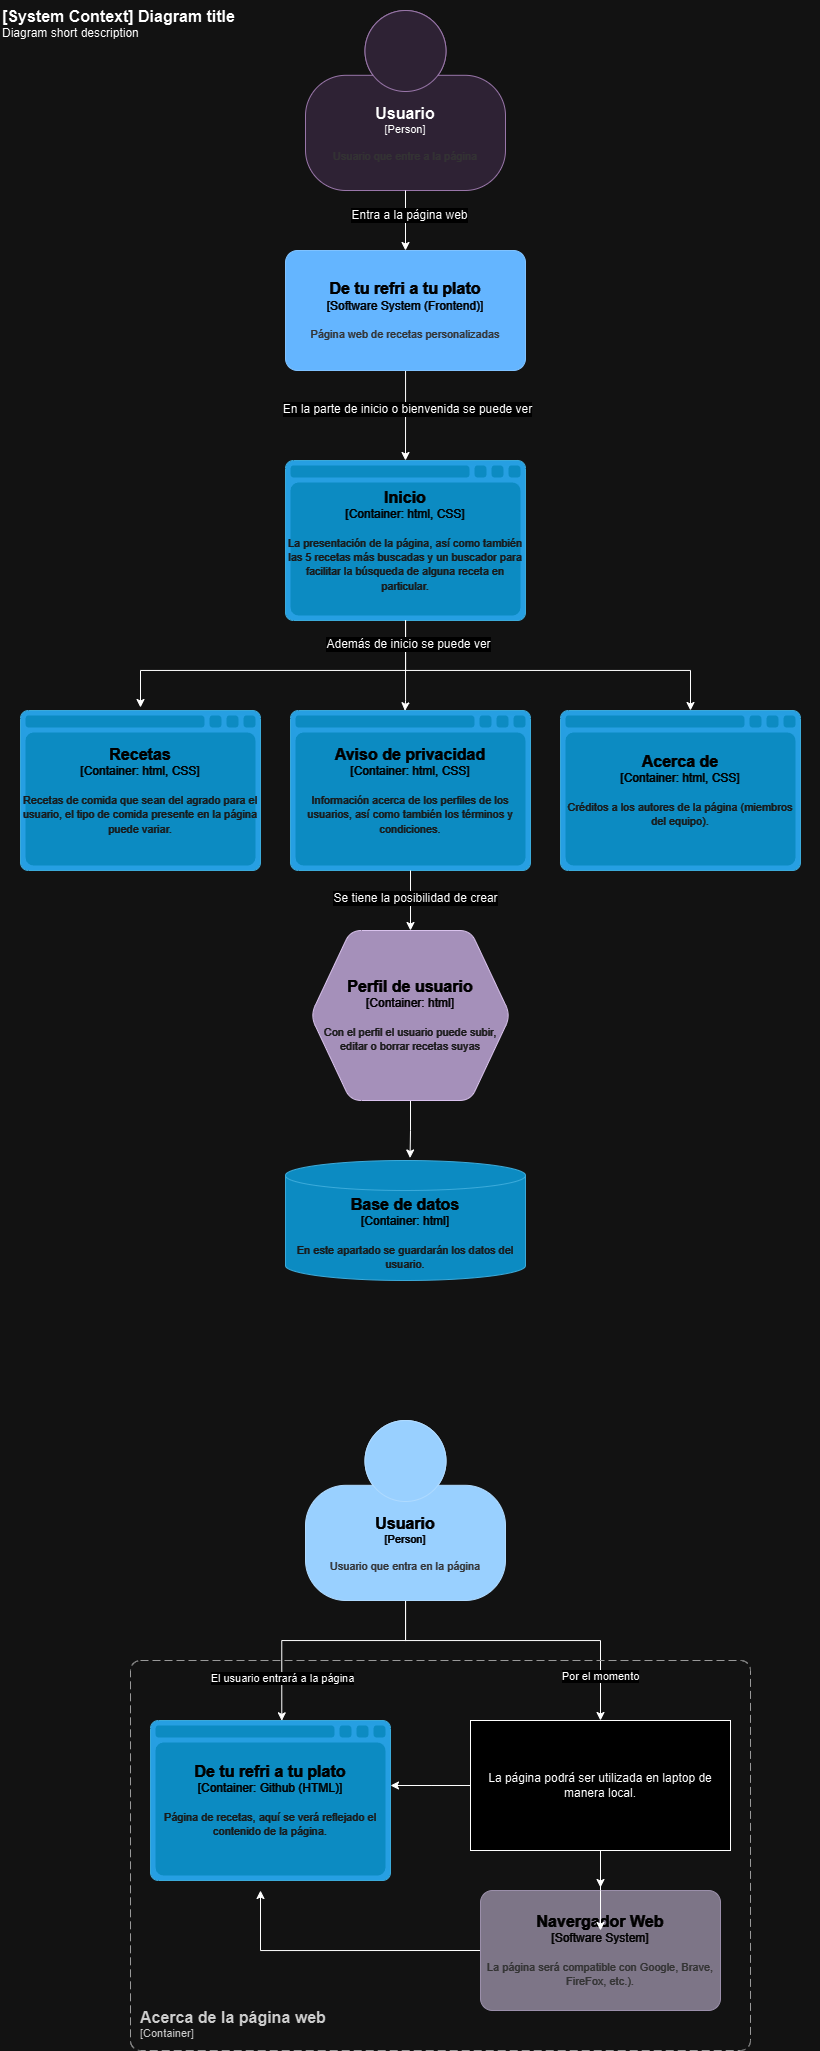 [System Context] Diagram title
Diagram short description
Usuario
[Person]
Usuario que entre a la página
Entra a la página web
De tu refri a tu plato
[Software System (Frontend)]
Página web de recetas personalizadas
En la parte de inicio o bienvenida se puede ver
Inicio
[Container: html, CSS]
La presentación de la página, así como también
las 5 recetas más buscadas y un buscador para
facilitar la búsqueda de alguna receta en
particular.
Además de inicio se puede ver
Recetas
[Container: html, CSS]
Recetas de comida que sean del agrado para el
usuario, el tipo de comida presente en la página
puede variar.
Aviso de privacidad
[Container: html, CSS]
Información acerca de los perfiles de los
usuarios, así como también los términos y
condiciones.
Acerca de
[Container: html, CSS]
Créditos a los autores de la página (miembros
del equipo).
Se tiene la posibilidad de crear
Perfil de usuario
[Container: html]
Con el perfil el usuario puede subir,
editar o borrar recetas suyas
Base de datos
[Container: html]
En este apartado se guardarán los datos del
usuario.
Usuario
[Person]
Usuario que entra en la página
El usuario entrará a la página
Por el momento
De tu refri a tu plato
[Container: Github (HTML)]
Página de recetas, aquí se verá reflejado el
contenido de la página.
La página podrá ser utilizada en laptop de
manera local.
Navergador Web
[Software System]
La página será compatible con Google, Brave,
FireFox, etc.).
Acerca de la página web
[Container]